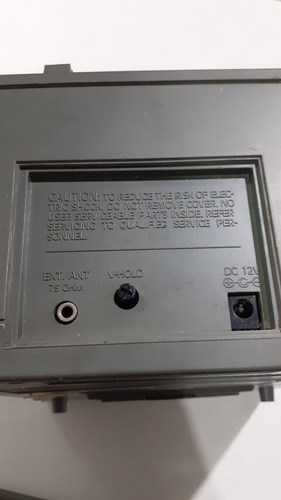 CAUTION: TO REDUCE THE RISK OF ELEC-
TRIC SHOCK, DO NOT REMOVE COVER. NO
USER SERVICEABLE PARTS INSIDE. REFER
SERVICING TO QUALIFIED SERVICE PER-
SONNEL.
EXT. ANT V-HOLD DC 12V
75 OHM